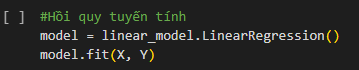 [ ] #Hồi quy tuyến tính
model = linear_model.LinearRegression()
model.fit(X, Y)